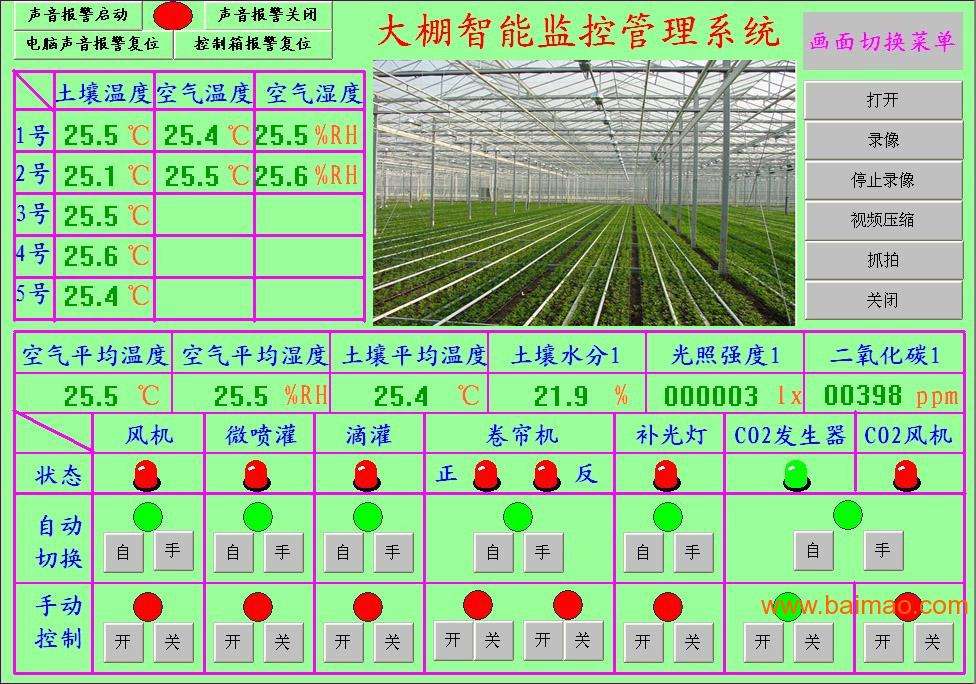 声音报警启动
声音报警关闭
电脑声音报警复位
控制箱报警复位
大棚智能监控管理系统
画面切换菜单
打开
录像
停止录像
视频压缩
抓拍
关闭
土壤温度 空气温度 空气湿度
1号 25.5 ℃ 25.4 ℃ 25.5 %RH
2号 25.1 ℃ 25.5 ℃ 25.6 %RH
3号 25.5 ℃
4号 25.6 ℃
5号 25.4 ℃
空气平均温度 空气平均湿度 土壤平均温度 土壤水分1 光照强度1 二氧化碳1
25.5 ℃ 25.5 %RH 25.4 ℃ 21.9 % 000003 lx 00398 ppm
风机 微喷灌 滴灌 卷帘机 补光灯 CO2发生器 CO2风机
状态 正 反
自动
切换
自 手 自 手 自 手 自 手 自 手 自 手
手动
控制
www.baimao.com
开 关 开 关 开 关 开 关 开 关 开 关 开 关 开 关